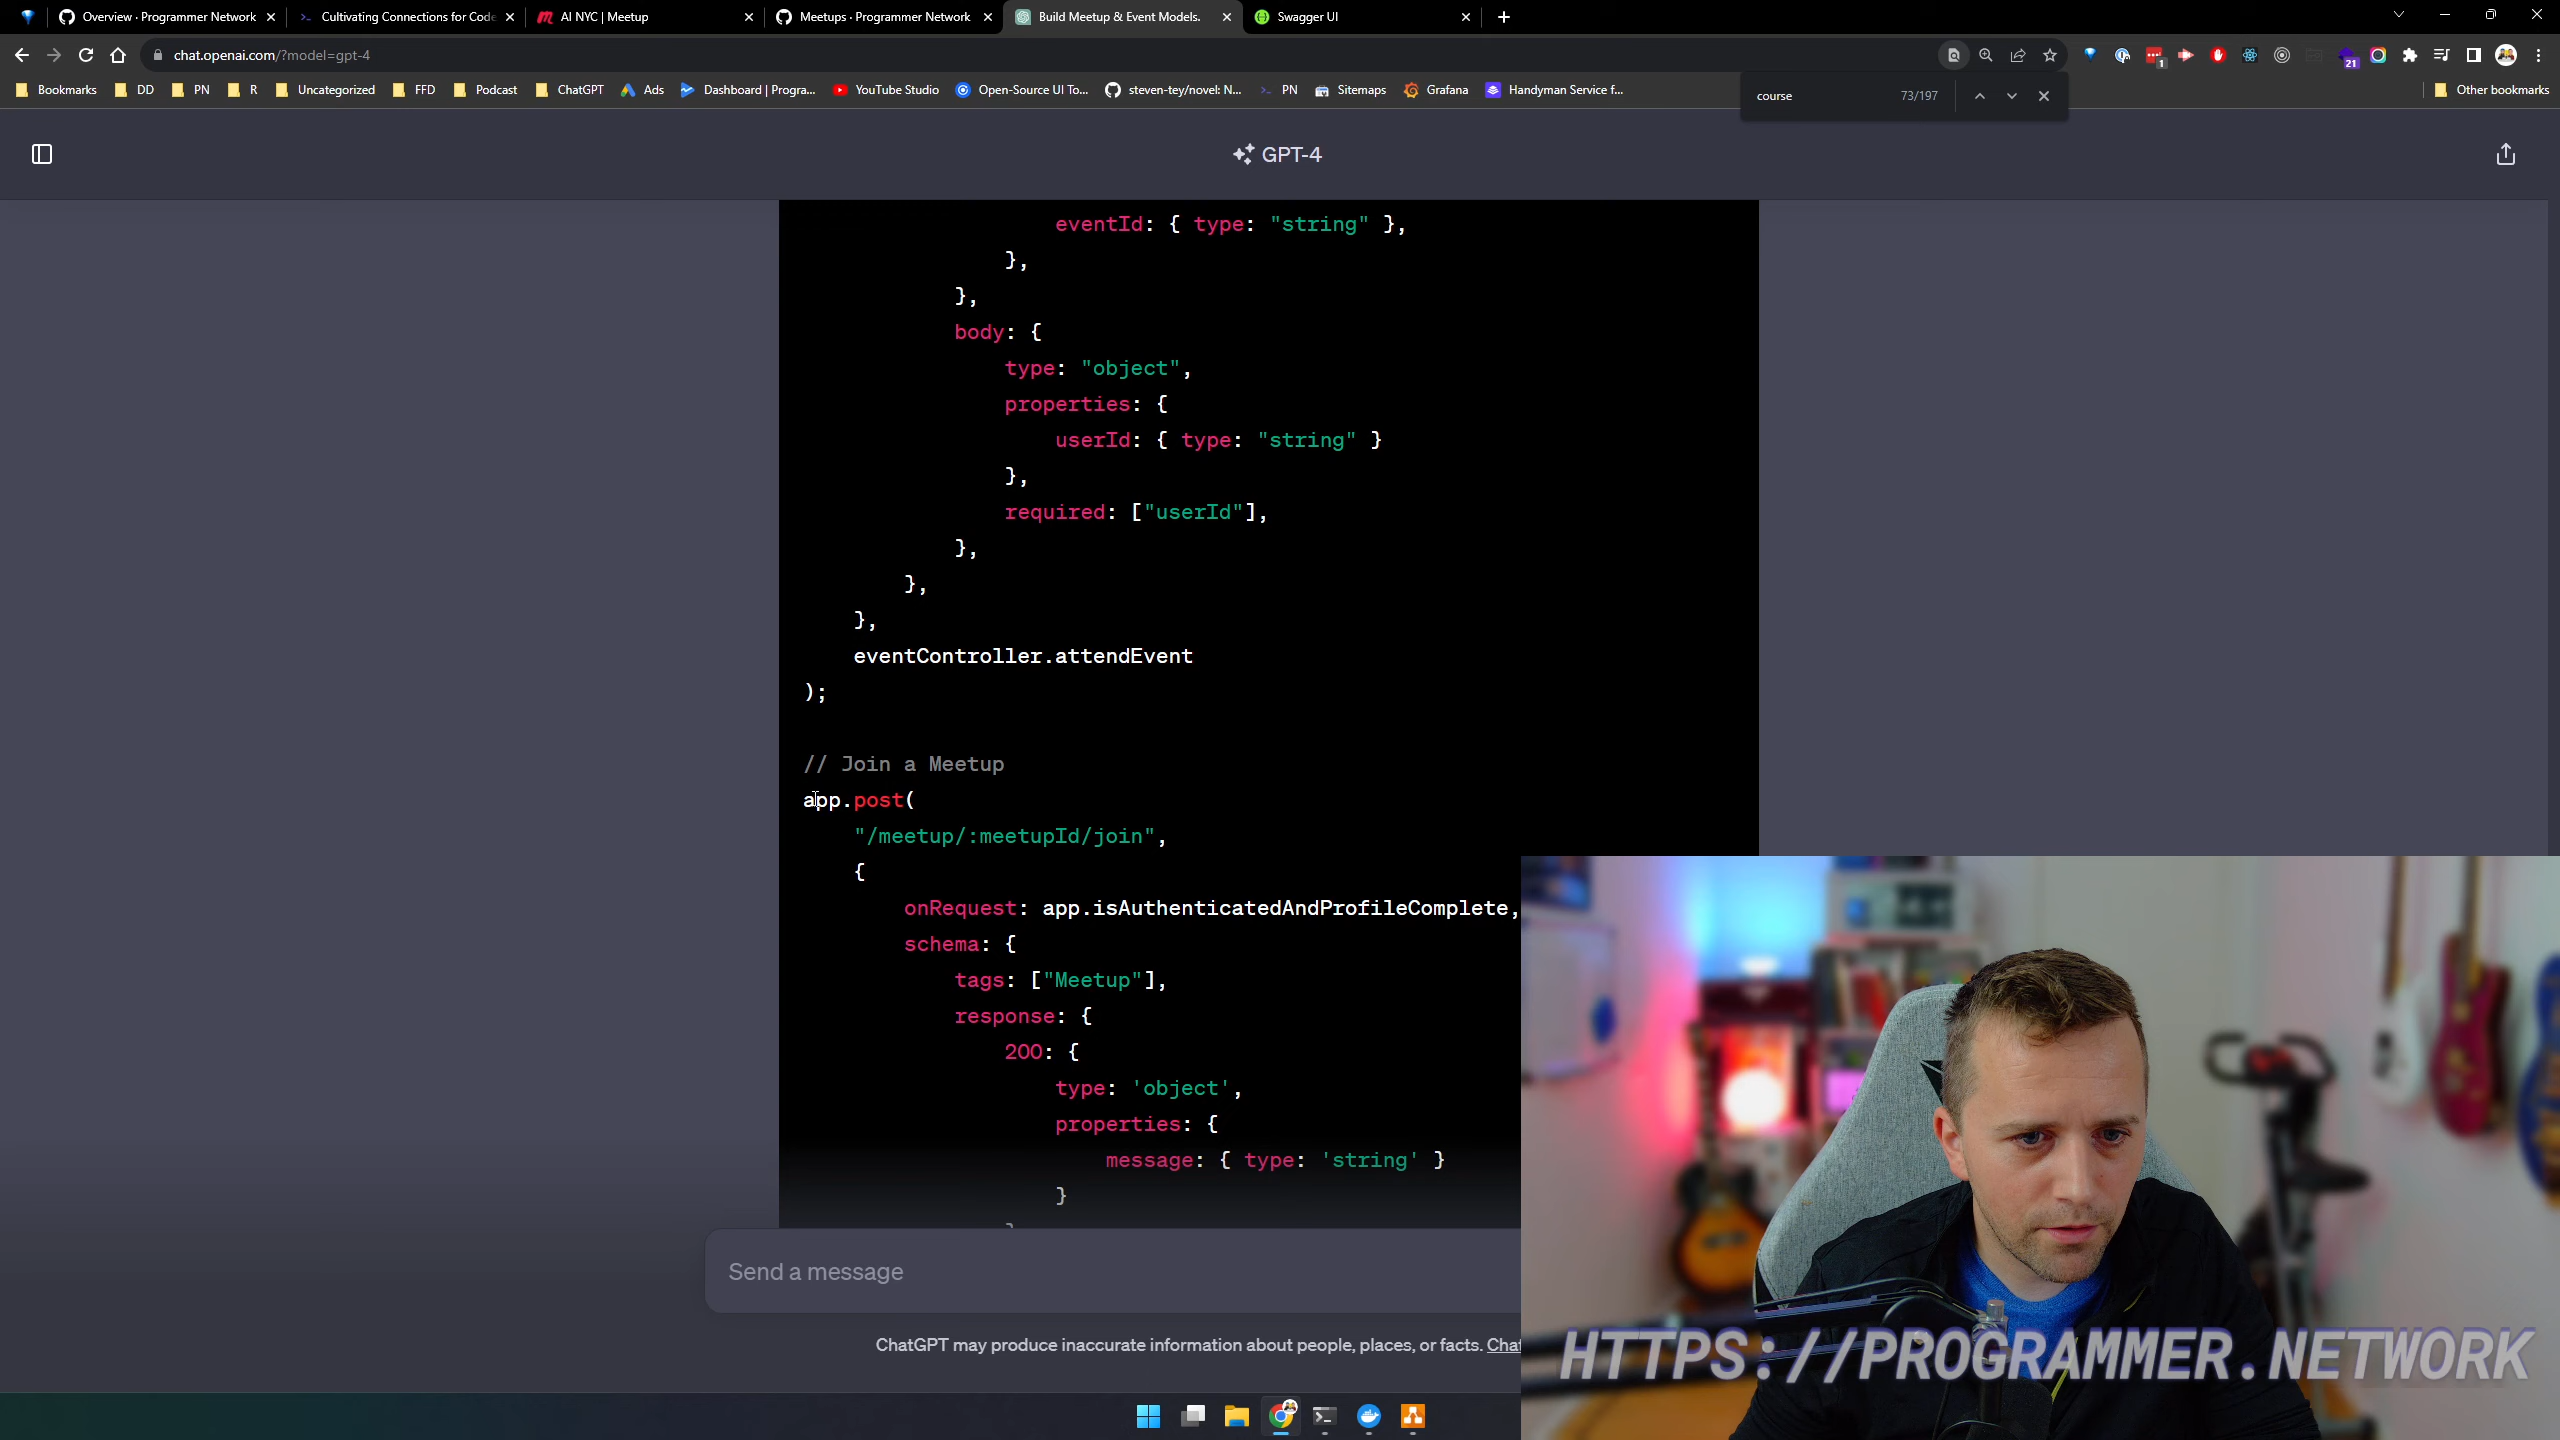 Overview · Programmer Network
Cultivating Connections for Code
AI NYC | Meetup
Meetups · Programmer Network
Build Meetup & Event Models.
Swagger UI
chat.openai.com/?model=gpt-4
1
21
Bookmarks
DD
PN
R
Uncategorized
FFD
Podcast
ChatGPT
Ads
Dashboard | Progra...
YouTube Studio
Open-Source UI To...
steven-tey/novel: N...
PN
Sitemaps
Grafana
Handyman Service f...
Other bookmarks
course
73/197
GPT-4
eventId: { type: "string" },
},
},
body: {
type: "object",
properties: {
userId: { type: "string" }
},
required: ["userId"],
},
},
},
eventController.attendEvent
);
// Join a Meetup
app.post(
"/meetup/:meetupId/join",
{
onRequest: app.isAuthenticatedAndProfileComplete,
schema: {
tags: ["Meetup"],
response: {
200: {
type: 'object',
properties: {
message: { type: 'string' }
}
Send a message
ChatGPT may produce inaccurate information about people, places, or facts. Chat
HTTPS://PROGRAMMER.NETWORK